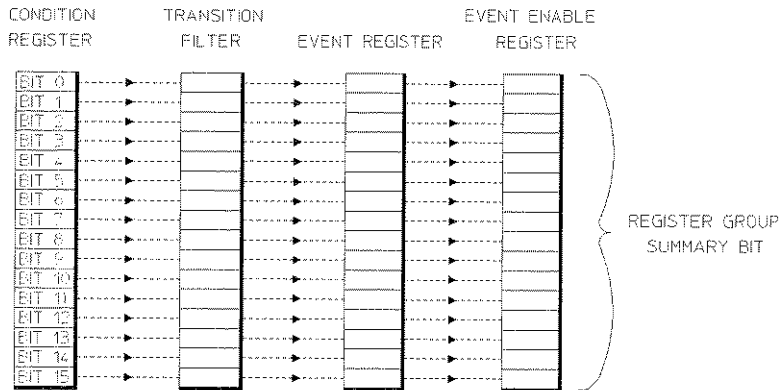 CONDITION
REGISTER
TRANSITION
FILTER
EVENT REGISTER
EVENT ENABLE
REGISTER
BIT 0
BIT 1
BIT 2
BIT 3
BIT 4
BIT 5
BIT 6
BIT 7
BIT 8
BIT 9
BIT 10
BIT 11
BIT 12
BIT 13
BIT 14
BIT 15
REGISTER GROUP
SUMMARY BIT